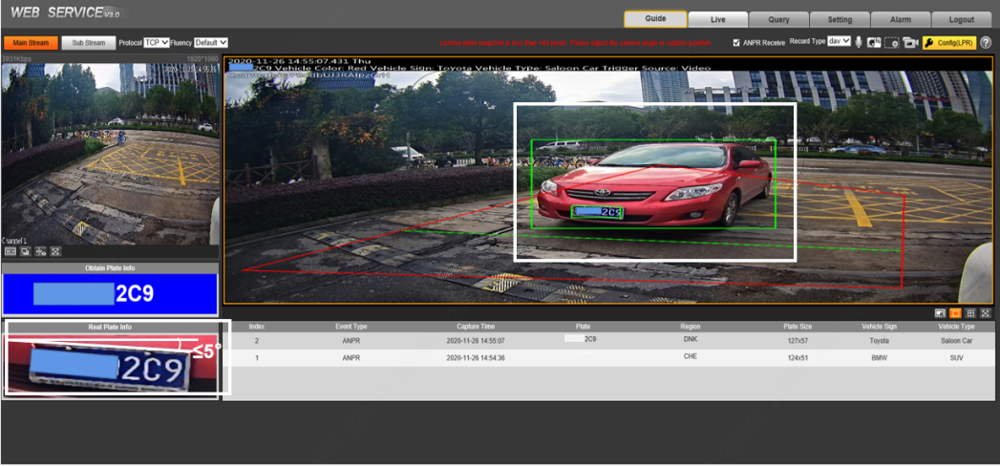 WEB SERVICE V3.0
Guide
Live
Query
Setting
Alarm
Logout
Main Stream
Sub Stream
Protocol TCP Fluency Default
License plate snapshot is less than 140 pixels. Please adjust the camera angle or camera position.
ANPR Receive Record Type dav
Config(LPR)
3931Kbps
1920*1080
2020-11-26 14:55:07.431 Thu
2C9 Vehicle Color: Red Vehicle Sign: Toyota Vehicle Type: Saloon Car Trigger Source: Video
2C9
Channel1
Obtain Plate Info
2C9
Real Plate Info
≤5°
2C9
Index Event Type Capture Time Plate Region Plate Size Vehicle Sign Vehicle Type
2 ANPR 2020-11-26 14:55:07 2C9 DNK 127x57 Toyota Saloon Car
1 ANPR 2020-11-26 14:54:36 CHE 124x51 BMW SUV